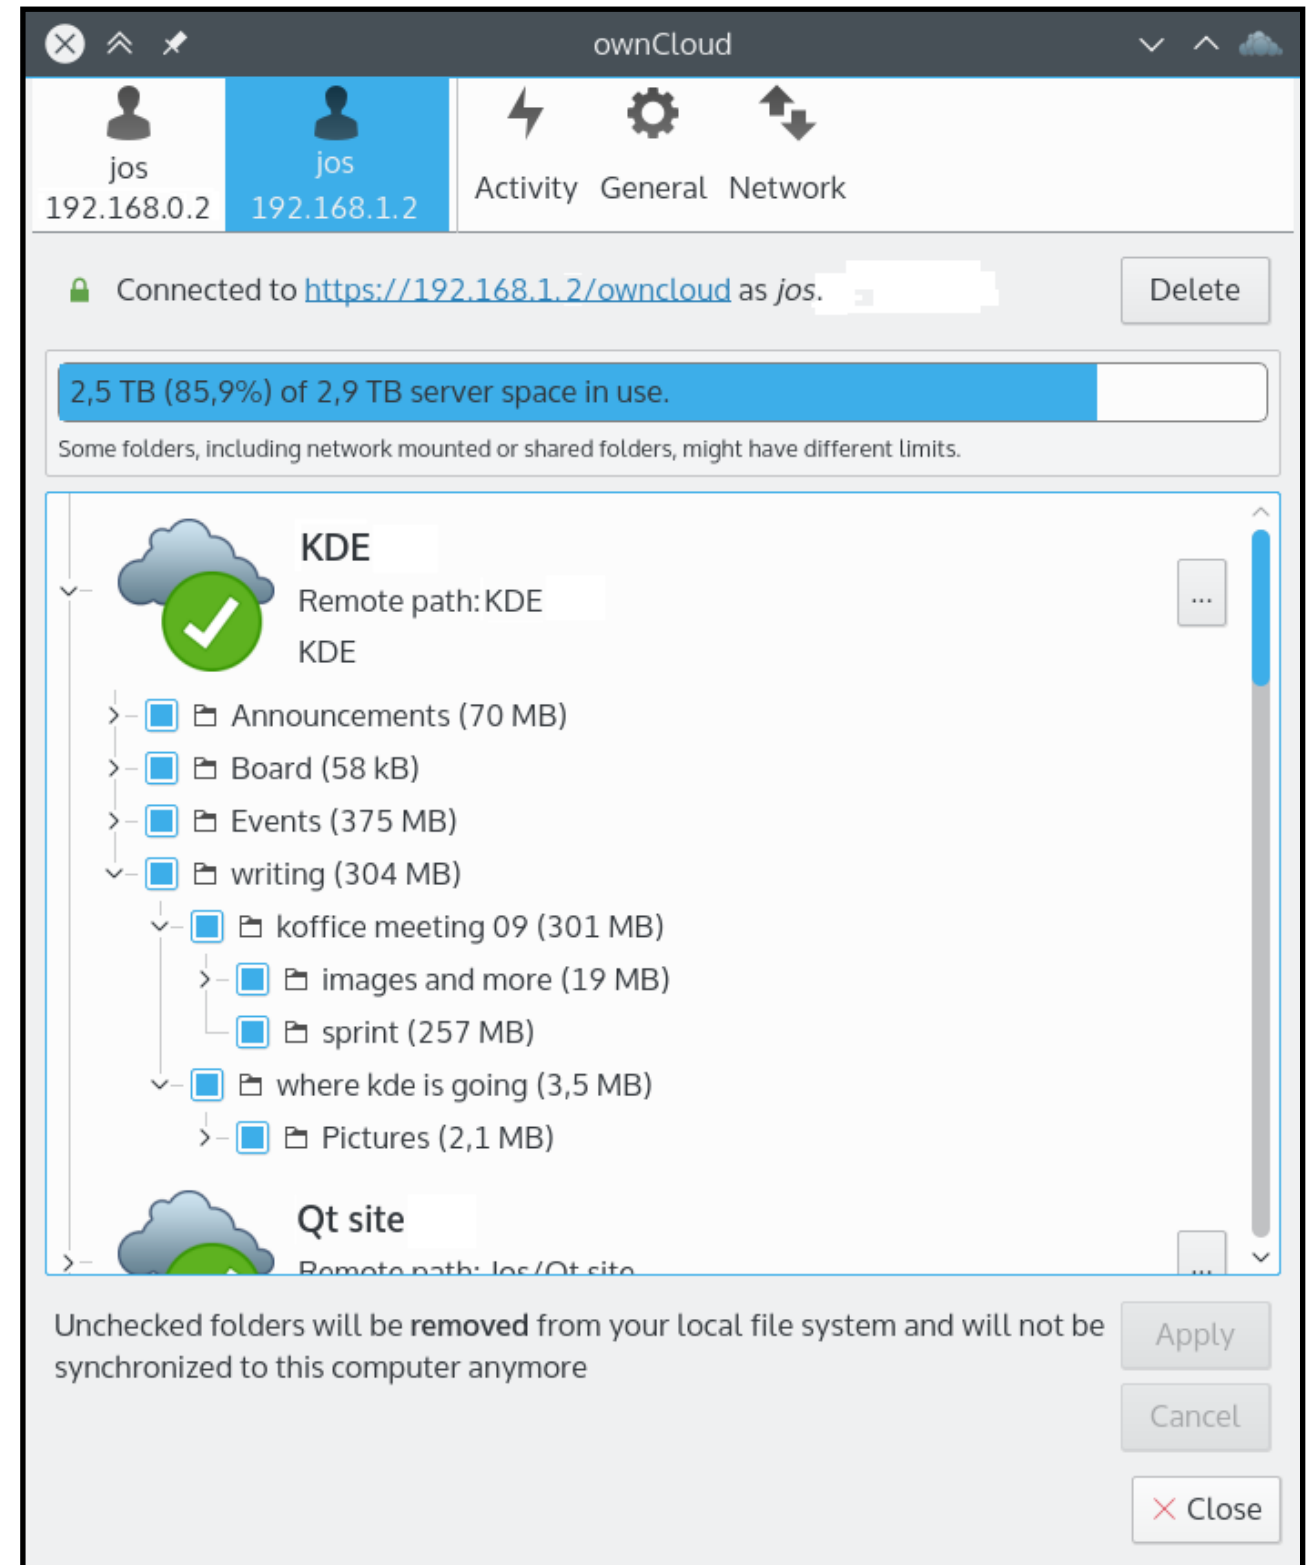 ownCloud
jos
192.168.0.2
jos
192.168.1.2
Activity
General
Network
Connected to https://192.168.1.2/owncloud as jos.
Delete
2,5 TB (85,9%) of 2,9 TB server space in use.
Some folders, including network mounted or shared folders, might have different limits.
KDE
Remote path: KDE
...
KDE
Announcements (70 MB)
Board (58 kB)
Events (375 MB)
writing (304 MB)
koffice meeting 09 (301 MB)
images and more (19 MB)
sprint (257 MB)
where kde is going (3,5 MB)
Pictures (2,1 MB)
Qt site
Remote path: Jos/Qt site
...
Unchecked folders will be removed from your local file system and will not be
synchronized to this computer anymore
Apply
Cancel
Close